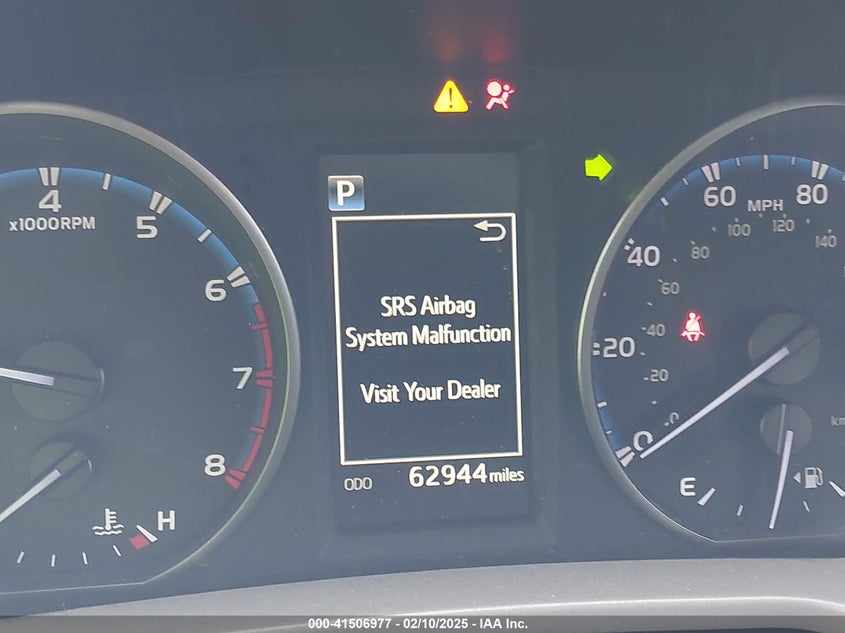 4
x1000RPM
5
6
7
8
H
P
SRS Airbag
System Malfunction
Visit Your Dealer
ODO 62944 miles
60 MPH 80
100 120 140
40 80
60
20 40
20
0 0
E
000-41506977 - 02/10/2025 - IAA Inc.